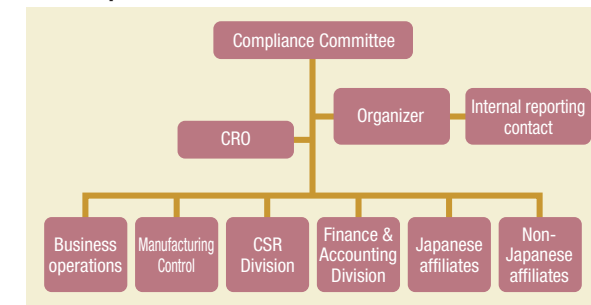 Compliance Committee
Organizer
Internal reporting
contact
CRO
Business
operations
Manufacturing
Control
CSR
Division
Finance &
Accounting
Division
Japanese
affiliates
Non-
Japanese
affiliates